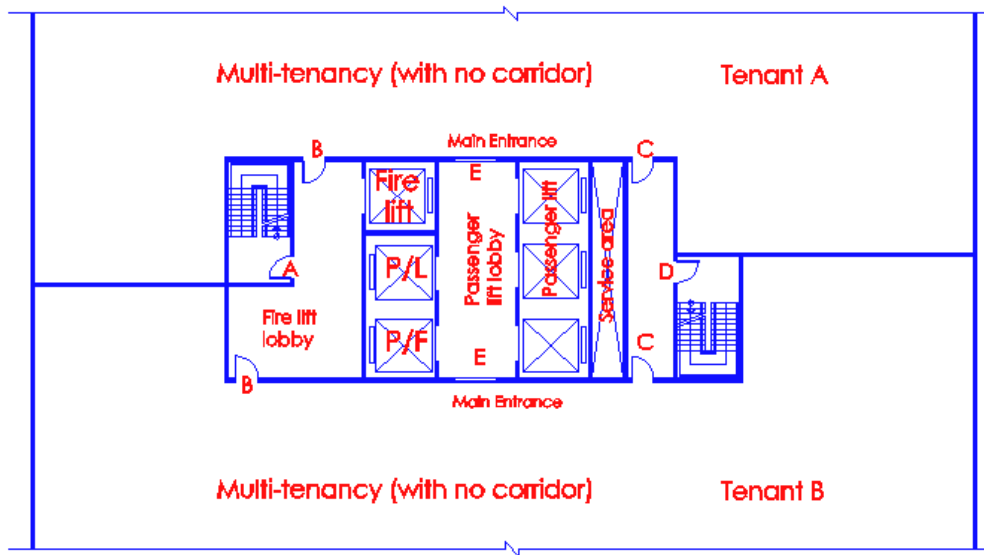 Multi-tenancy (with no corridor)
Tenant A
Main Entrance
B
E
C
Fire
lift
Passenger
lift lobby
Passenger lift
Service area
A
P/L
D
Fire lift
lobby
P/F
E
C
B
Main Entrance
Multi-tenancy (with no corridor)
Tenant B